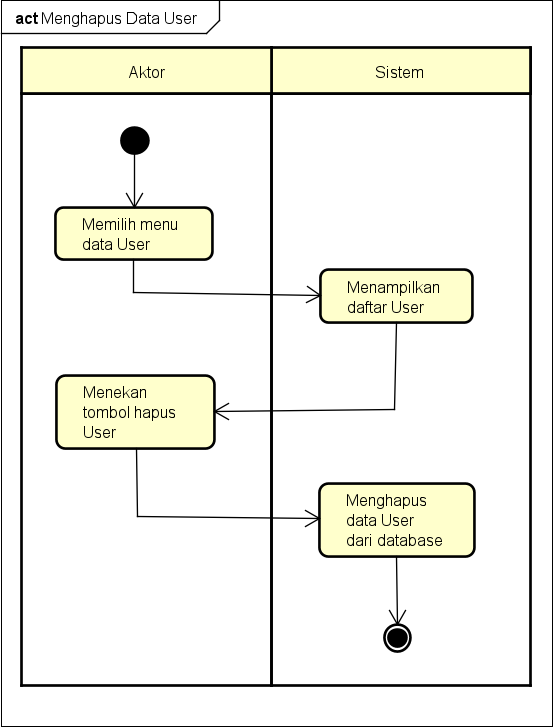 act Menghapus Data User
Aktor
Sistem
Memilih menu
data User
Menampilkan
daftar User
Menekan
tombol hapus
User
Menghapus
data User
dari database